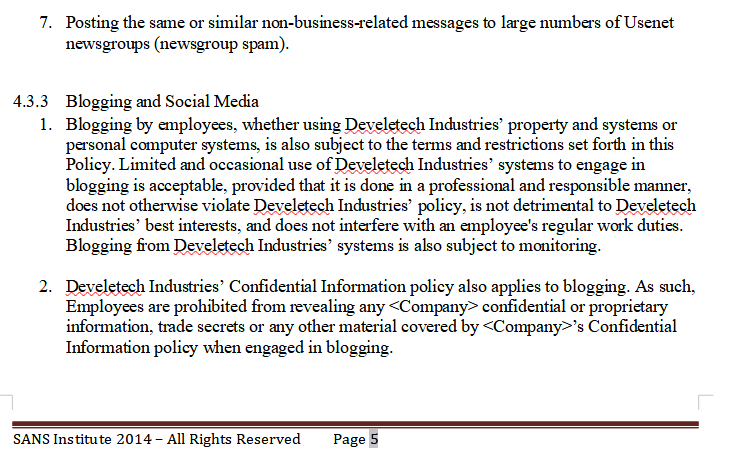 7. Posting the same or similar non-business-related messages to large numbers of Usenet
newsgroups (newsgroup spam).
4.3.3 Blogging and Social Media
1. Blogging by employees, whether using Develetech Industries’ property and systems or
personal computer systems, is also subject to the terms and restrictions set forth in this
Policy. Limited and occasional use of Develetech Industries’ systems to engage in
blogging is acceptable, provided that it is done in a professional and responsible manner,
does not otherwise violate Develetech Industries’ policy, is not detrimental to Develetech
Industries’ best interests, and does not interfere with an employee's regular work duties.
Blogging from Develetech Industries’ systems is also subject to monitoring.
2. Develetech Industries’ Confidential Information policy also applies to blogging. As such,
Employees are prohibited from revealing any <Company> confidential or proprietary
information, trade secrets or any other material covered by <Company>’s Confidential
Information policy when engaged in blogging.
SANS Institute 2014 – All Rights Reserved Page 5